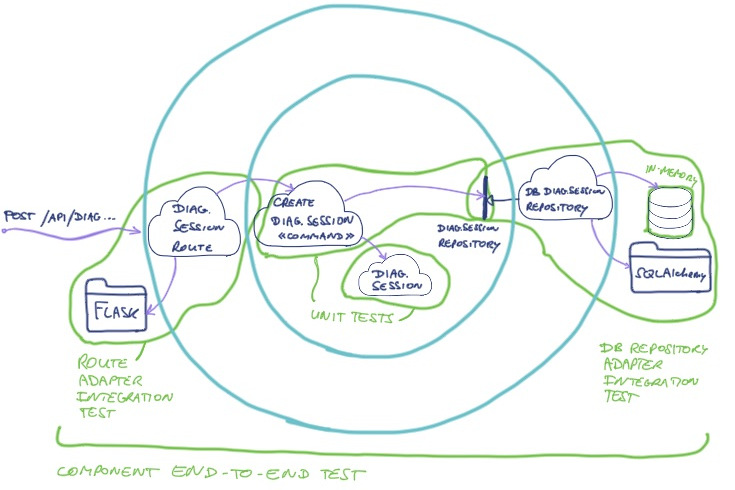 POST /API/DIAG...
DIAG.
SESSION
ROUTE
FLASK
CREATE
DIAG.SESSION
«COMMAND»
DIAG.
SESSION
DIAG.SESSION
REPOSITORY
DB DIAG.SESSION
REPOSITORY
IN-MEMORY
SQLAlchemy
UNIT TESTS
ROUTE
ADAPTER
INTEGRATION
TEST
DB REPOSITORY
ADAPTER
INTEGRATION
TEST
COMPONENT END-TO-END TEST